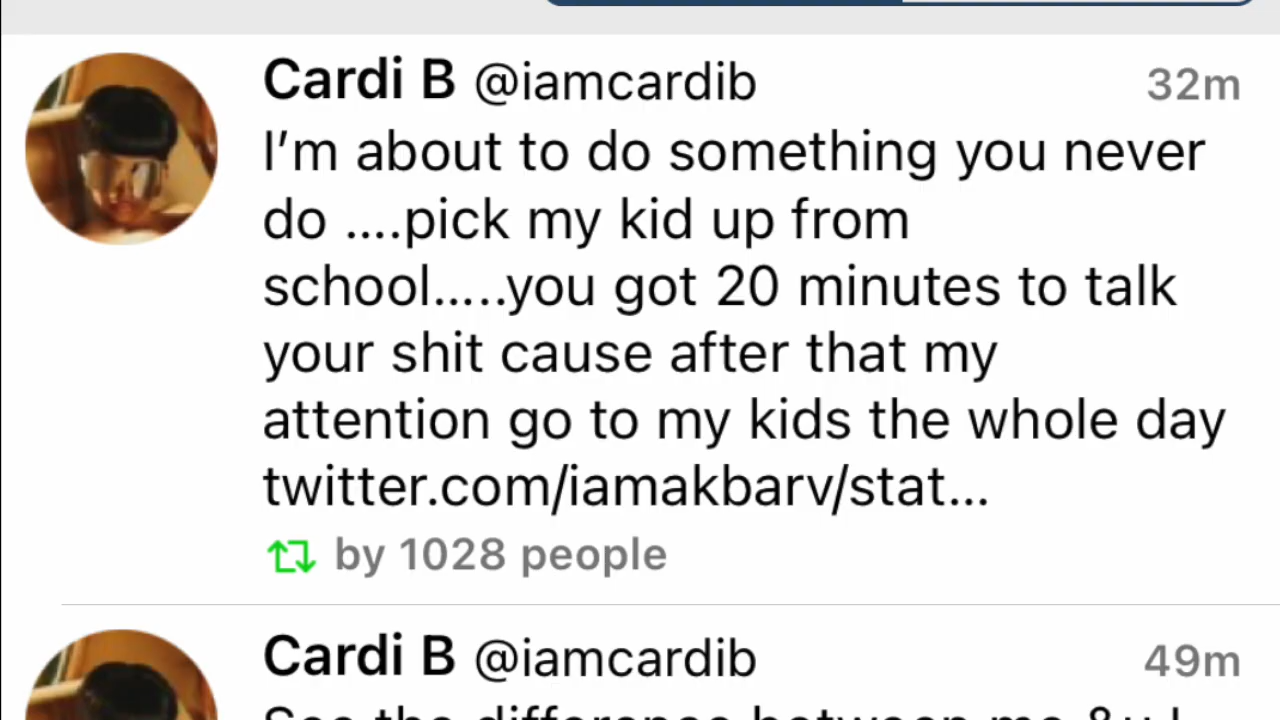 Cardi B @iamcardib 32m
I’m about to do something you never
do ....pick my kid up from
school.....you got 20 minutes to talk
your shit cause after that my
attention go to my kids the whole day
twitter.com/iamakbarv/stat...
by 1028 people
Cardi B @iamcardib 49m
See the difference between me &u I